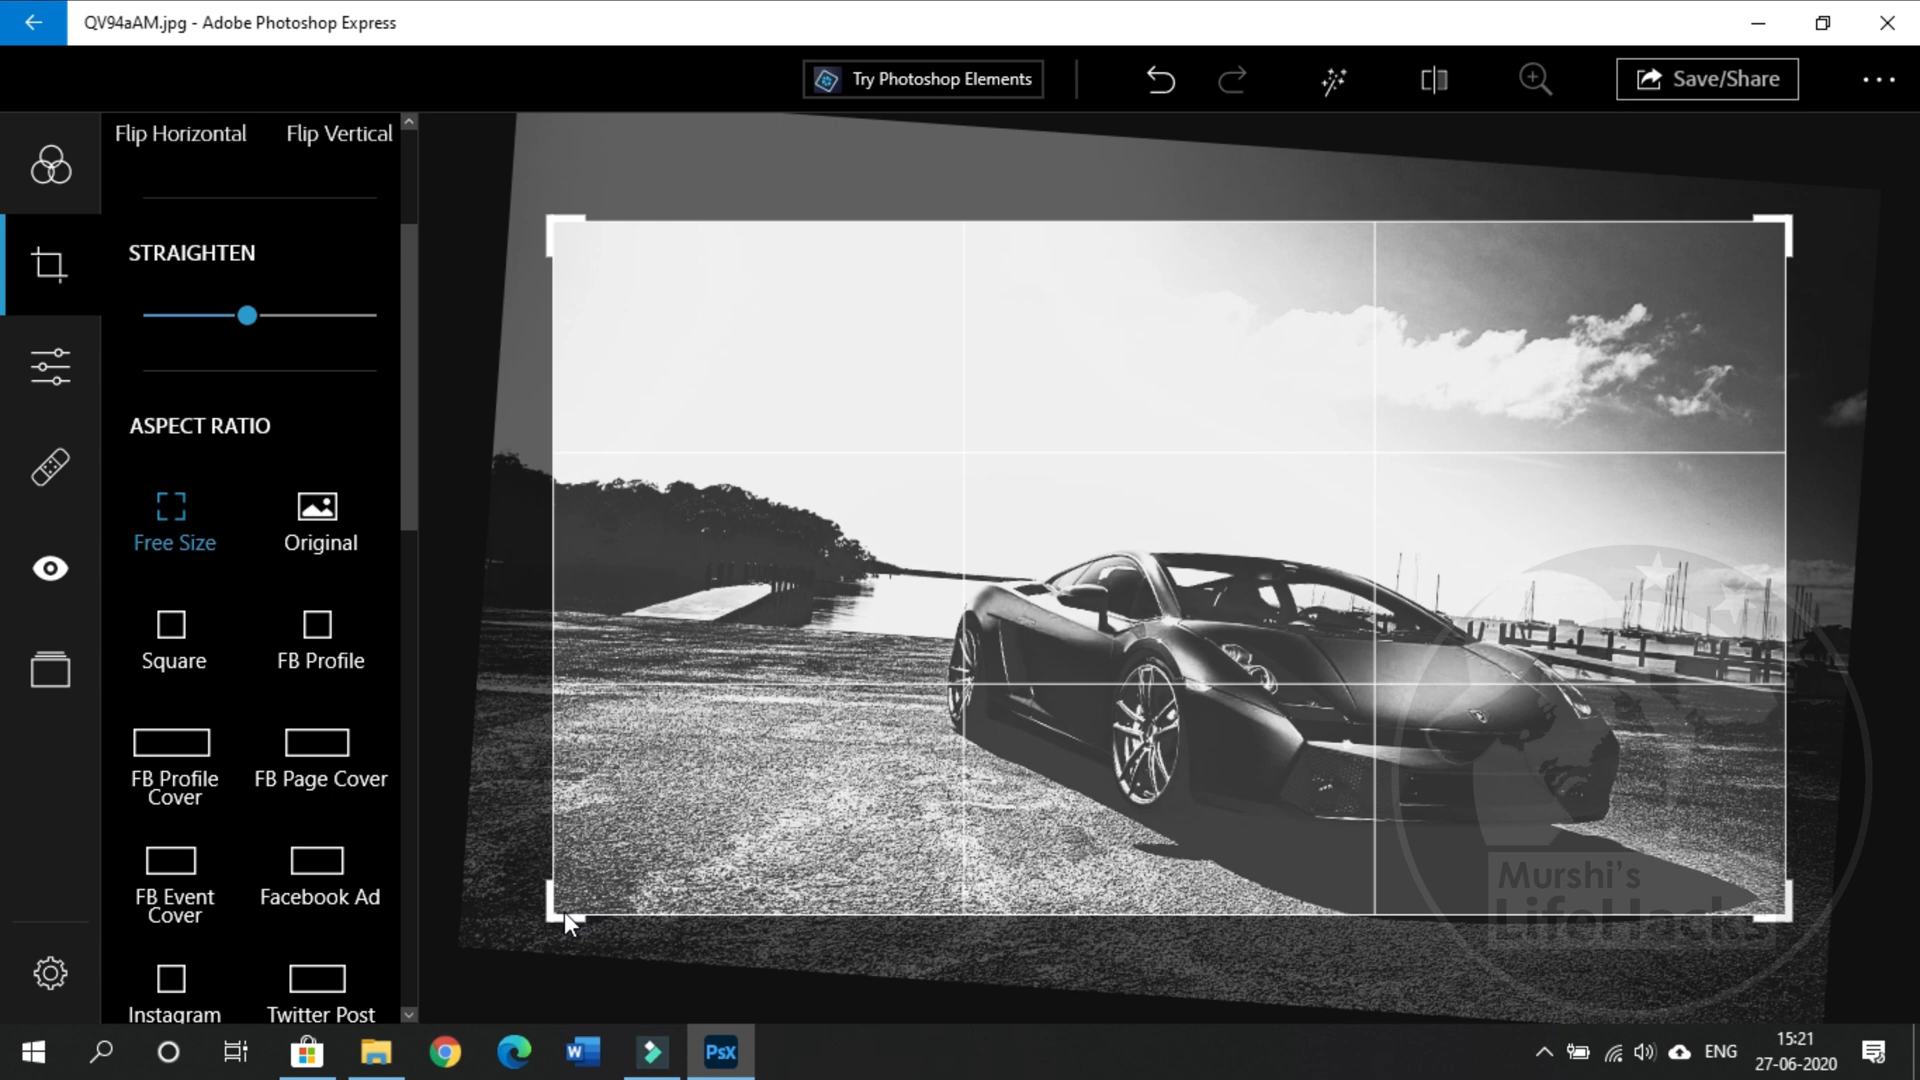 QV94aAM.jpg - Adobe Photoshop Express
Try Photoshop Elements
Save/Share
Flip Horizontal
Flip Vertical
STRAIGHTEN
ASPECT RATIO
Free Size
Original
Square
FB Profile
FB Profile
Cover
FB Page Cover
FB Event
Cover
Facebook Ad
Instagram
Twitter Post
Murshi's
LifeHacks
PsX
ENG
15:21
27-06-2020